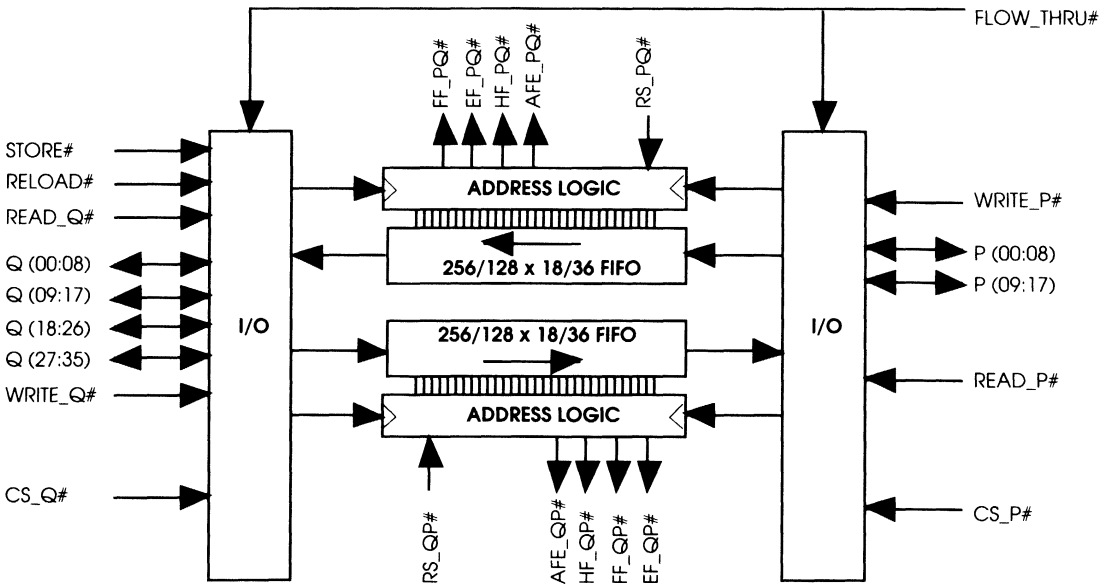 FLOW_THRU#
FF_PQ#
EF_PQ#
HF_PQ#
AFE_PQ#
RS_PQ#
STORE#
RELOAD#
READ_Q#
Q (00:08)
Q (09:17)
Q (18:26)
Q (27:35)
WRITE_Q#
CS_Q#
I/O
ADDRESS LOGIC
256/128 x 18/36 FIFO
256/128 x 18/36 FIFO
ADDRESS LOGIC
I/O
WRITE_P#
P (00:08)
P (09:17)
READ_P#
CS_P#
RS_QP#
AFE_QP#
HF_QP#
FF_QP#
EF_QP#